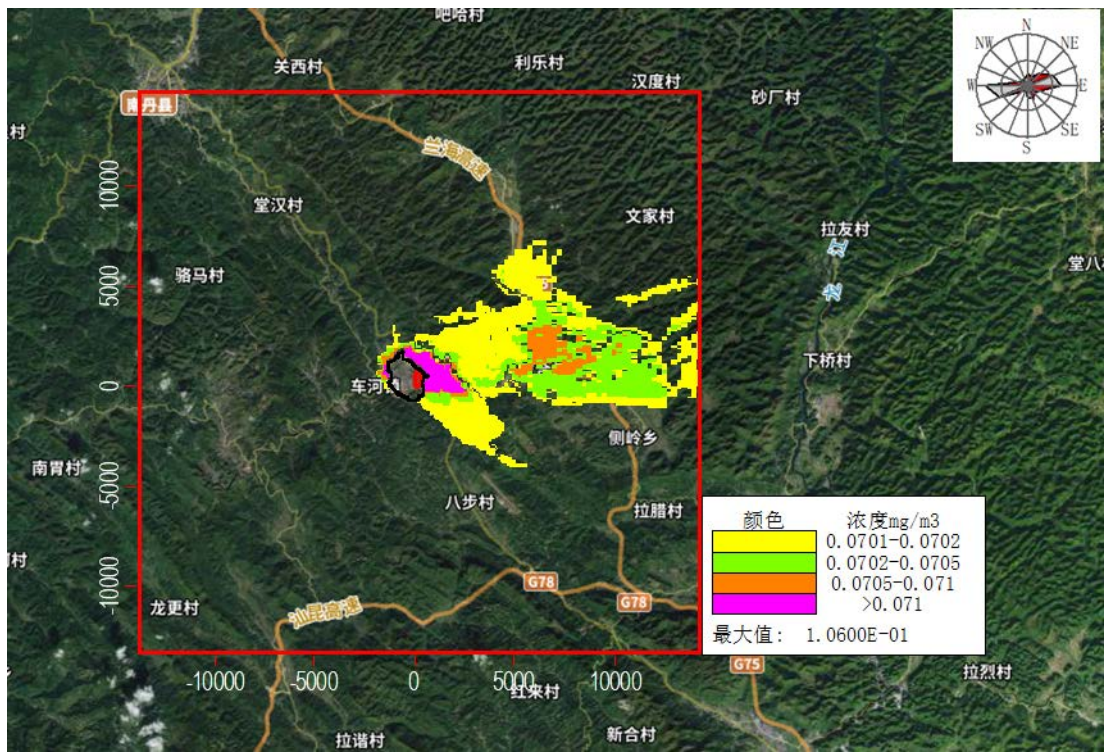 吧哈村
关西村
利乐村
汉度村
砂厂村
南丹县
兰海高速
堂汉村
文家村
拉友村
龙江
骆马村
堂八
车河
下桥村
侧岭乡
南胃村
八步村
拉腊村
G78
G78
龙更村
汕昆高速
G75
拉烈村
红来村
拉谐村
新合村
N
NE
E
SE
S
SW
W
NW
10000
5000
0
-5000
-10000
-10000
-5000
0
5000
10000
颜色 浓度mg/m3
0.0701-0.0702
0.0702-0.0705
0.0705-0.071
>0.071
最大值: 1.0600E-01